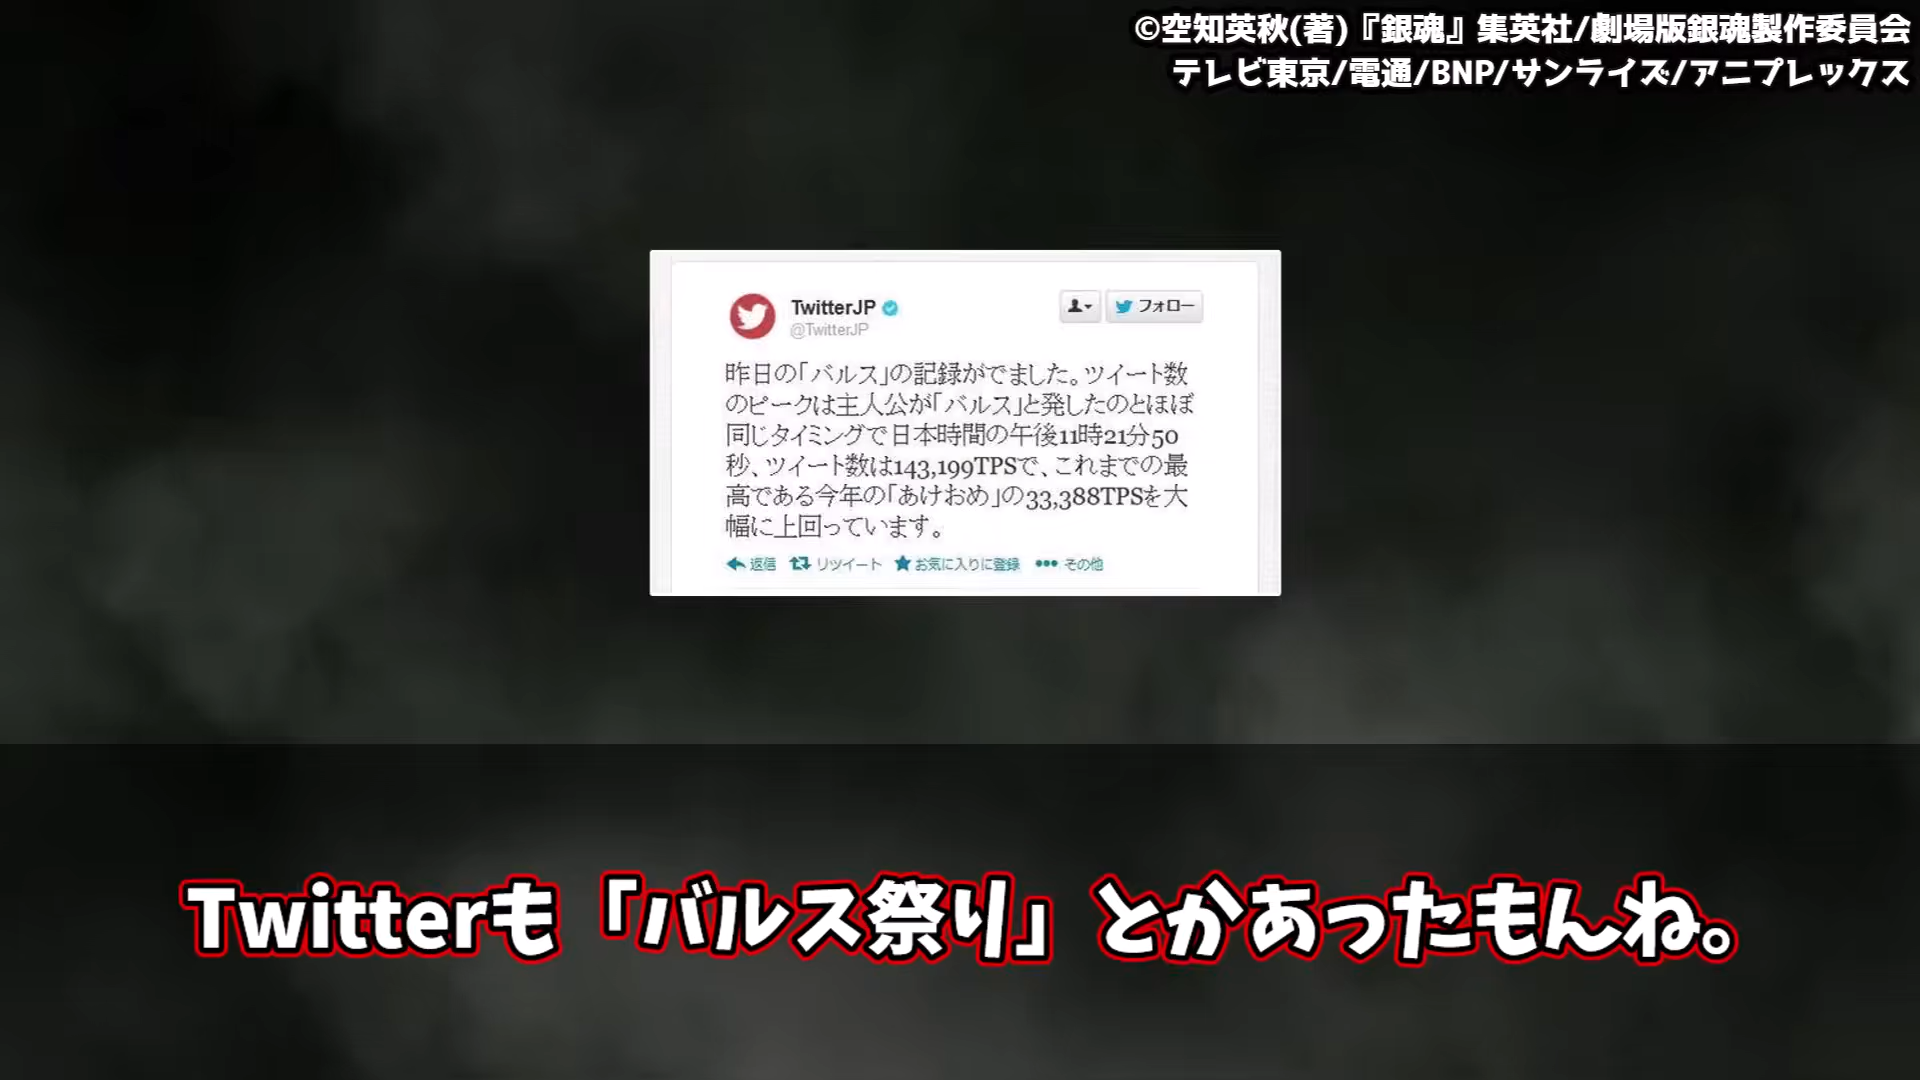 ©空知英秋(著)『銀魂』集英社/劇場版銀魂製作委員会
テレビ東京/電通/BNP/サンライズ/アニプレックス
TwitterJP
@TwitterJP
フォロー
昨日の「バルス」の記録がでました。ツイート数
のピークは主人公が「バルス」と発したのとほぼ
同じタイミングで日本時間の午後11時21分50
秒、ツイート数は143,199TPSで、これまでの最
高である今年の「あけおめ」の33,388TPSを大
幅に上回っています。
返信 リツイート お気に入りに登録 その他
Twitterも「バルス祭り」とかあったもんね。